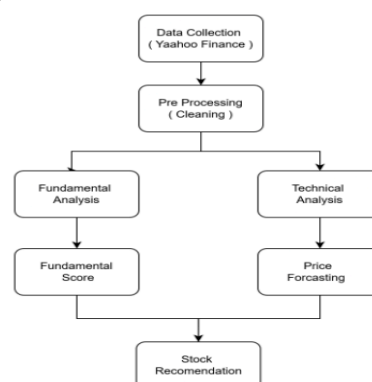 Data Collection
( Yaahoo Finance )
Pre Processing
( Cleaning )
Fundamental
Analysis
Technical
Analysis
Fundamental
Score
Price
Forcasting
Stock
Recomendation